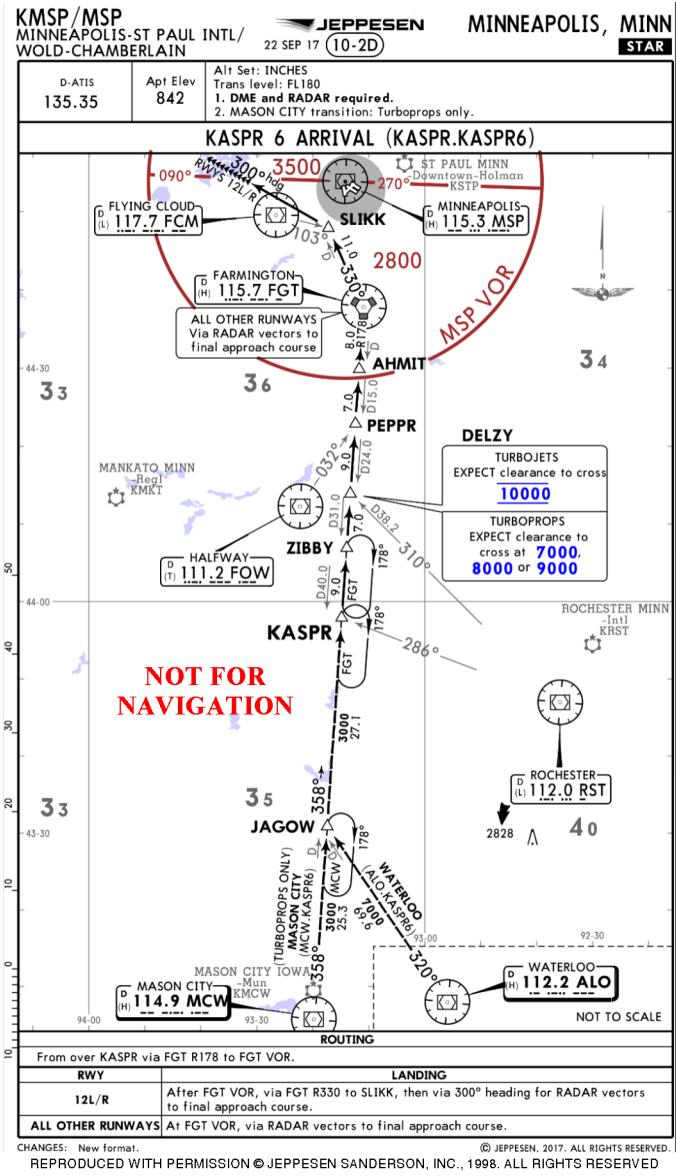 KMSP/MSP
MINNEAPOLIS-ST PAUL INTL/
WOLD-CHAMBERLAIN
JEPPESEN
22 SEP 17
10-2D
MINNEAPOLIS, MINN
STAR
D-ATIS
135.35
Apt Elev
842
Alt Set: INCHES
Trans level: FL180
1. DME and RADAR required.
2. MASON CITY transition: Turboprops only.
KASPR 6 ARRIVAL (KASPR.KASPR6)
090°
300° hdg
RWYS 12L/R
3500
270°
ST PAUL MINN
-Downtown-Holman
KSTP
FLYING CLOUD
D
(L)
117.7 FCM
SLIKK
MINNEAPOLIS
D
(H)
115.3 MSP
103°
D
11.0
330°
2800
MSP VOR
N
FARMINGTON
D
(H)
115.7 FGT
ALL OTHER RUNWAYS
Via RADAR vectors to
final approach course
8.0
R178
D
AHMIT
44-30
33
36
34
7.0
D15.0
PEPPR
032°
9.0
D24.0
DELZY
TURBOJETS
EXPECT clearance to cross
10000
TURBOPROPS
EXPECT clearance to
cross at 7000,
8000 or 9000
MANKATO MINN
-Regl
KMKT
D31.0
7.0
D38.2
310°
ZIBBY
HALFWAY
D
(T)
111.2 FOW
178°
D40.0
9.0
FGT
44-00
KASPR
178°
286°
FGT
ROCHESTER MINN
-Intl
KRST
NOT FOR
NAVIGATION
3000
27.1
358°
ROCHESTER
D
(L)
112.0 RST
33
35
JAGOW
178°
2828
40
43-30
D
D
MCW
(TURBOPROPS ONLY)
MASON CITY
(MCW.KASPR6)
3000
25.3
358°
WATERLOO
(ALO.KASPR6)
7000
69.6
320°
93-00
92-30
MASON CITY IOWA
-Mun
KMCW
MASON CITY
D
(H)
114.9 MCW
WATERLOO
D
(H)
112.2 ALO
94-00
93-30
NOT TO SCALE
50
40
30
20
10
0
10
ROUTING
From over KASPR via FGT R178 to FGT VOR.
RWY
LANDING
12L/R
After FGT VOR, via FGT R330 to SLIKK, then via 300° heading for RADAR vectors
to final approach course.
ALL OTHER RUNWAYS
At FGT VOR, via RADAR vectors to final approach course.
CHANGES: New format.
© JEPPESEN, 2017. ALL RIGHTS RESERVED.
REPRODUCED WITH PERMISSION © JEPPESEN SANDERSON, INC., 1998. ALL RIGHTS RESERVED